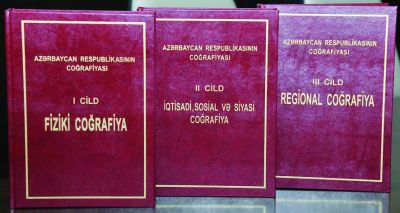 AZƏRBAYCAN RESPUBLİKASININ
COĞRAFİYASI
I CİLD
FİZİKİ COĞRAFİYA
AZƏRBAYCAN RESPUBLİKASININ
COĞRAFİYASI
II CİLD
İQTİSADİ,SOSİAL VƏ SİYASİ
COĞRAFİYA
AZƏRBAYCAN RESPUBLİKASININ
COĞRAFİYASI
III CİLD
REGIONAL COĞRAFİYA